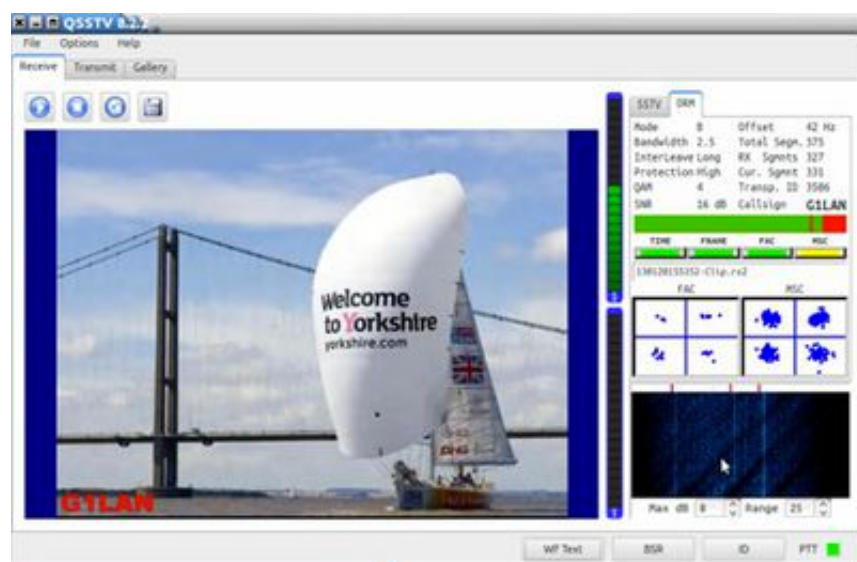 QSSTV 8.2.2
File Options Help
Receive Transmit Gallery
SSTV DRM
Mode B Offset 42 Hz
Bandwidth 2.5 Total Segm. 575
InterLeave Long RX Sgmnts 327
Protection High Cur. Sgmnt 331
QAM 4 Transp. ID 3586
SNR 16 dB Callsign G1LAN
TIME FRAME FAC MSC
FAC MSC
Welcome
to Yorkshire
yorkshire.com
G1LAN
Max dB 8 Range 25
WF Text BSR ID PTT